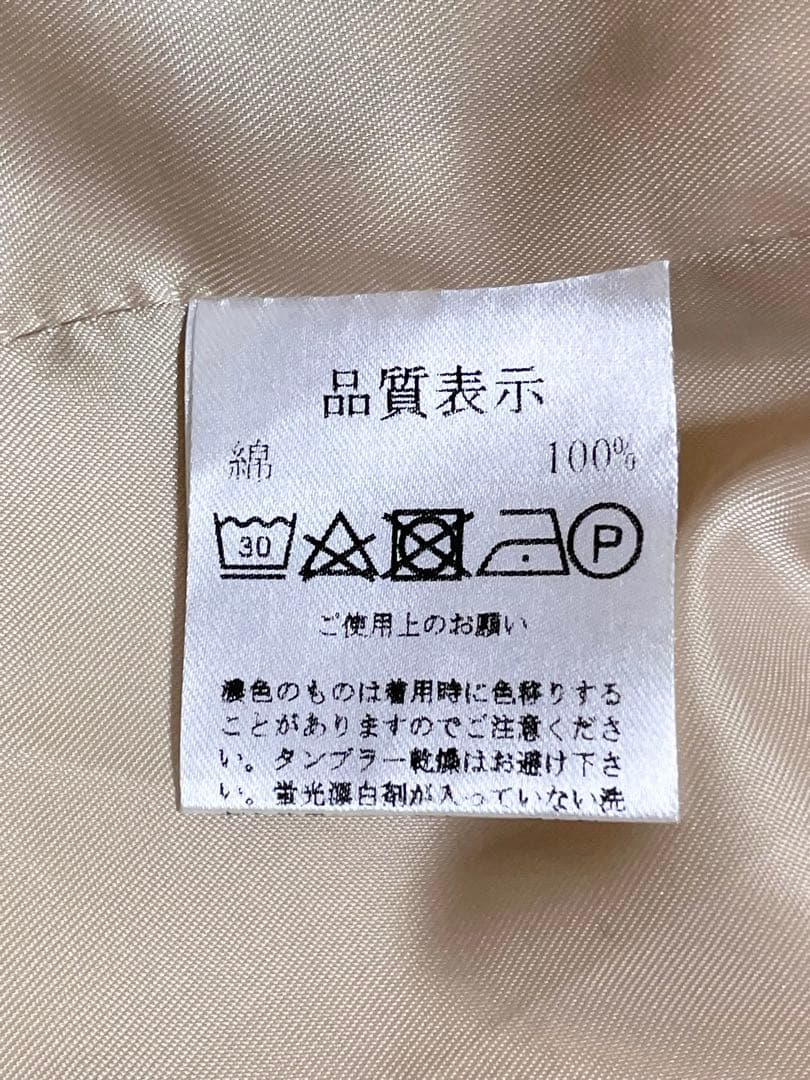 品質表示
綿 100%
30 P
ご使用上のお願い
濃色のものは着用時に色移りする
ことがありますのでご注意くださ
い。タンブラー乾燥はお避け下さ
い。蛍光漂白剤が入っていない洗